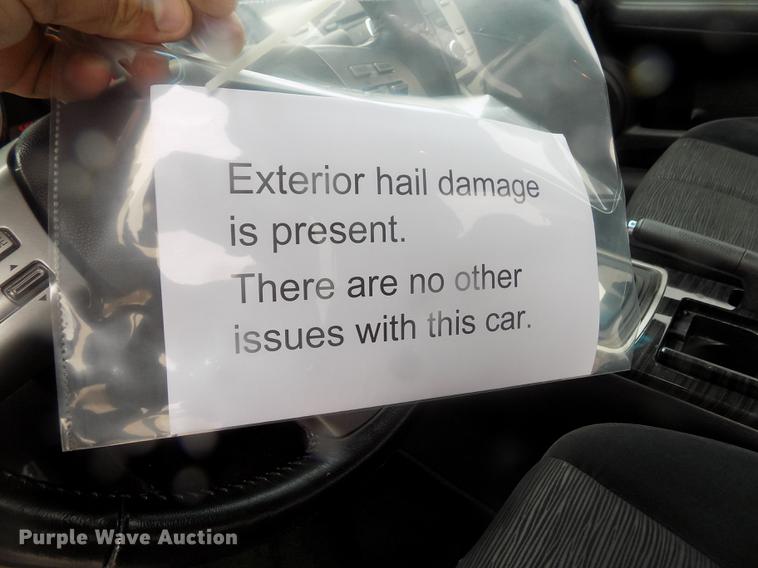 Exterior hail damage
is present.
There are no other
issues with this car.
Purple Wave Auction